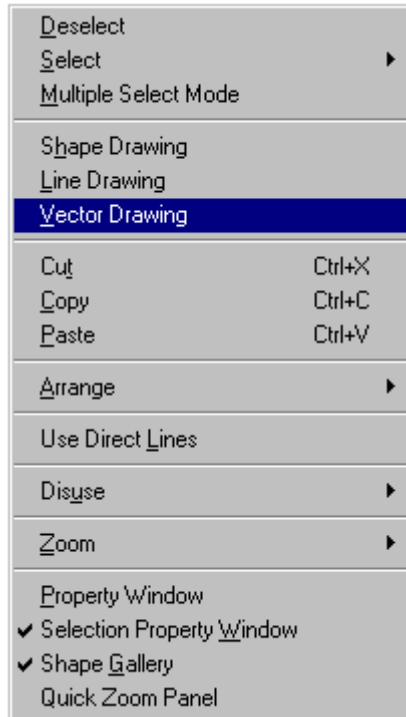 Deselect
Select
Multiple Select Mode
Shape Drawing
Line Drawing
Vector Drawing
Cut Ctrl+X
Copy Ctrl+C
Paste Ctrl+V
Arrange
Use Direct Lines
Disuse
Zoom
Property Window
Selection Property Window
Shape Gallery
Quick Zoom Panel